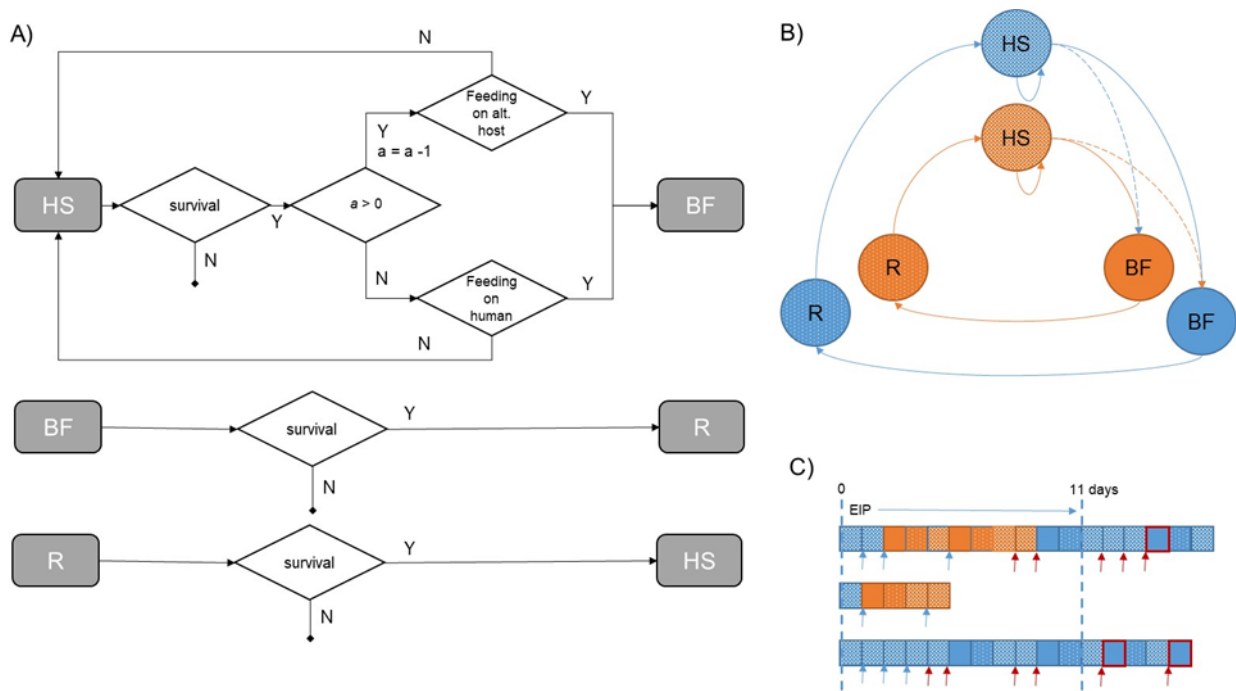 A)
N
Feeding
on alt.
host
Y
Y
a = a -1
HS
survival
Y
a > 0
BF
N
N
Feeding
on
human
Y
N
BF
survival
Y
R
N
R
survival
Y
HS
N
B)
HS
HS
R
BF
R
BF
C)
0
11 days
EIP